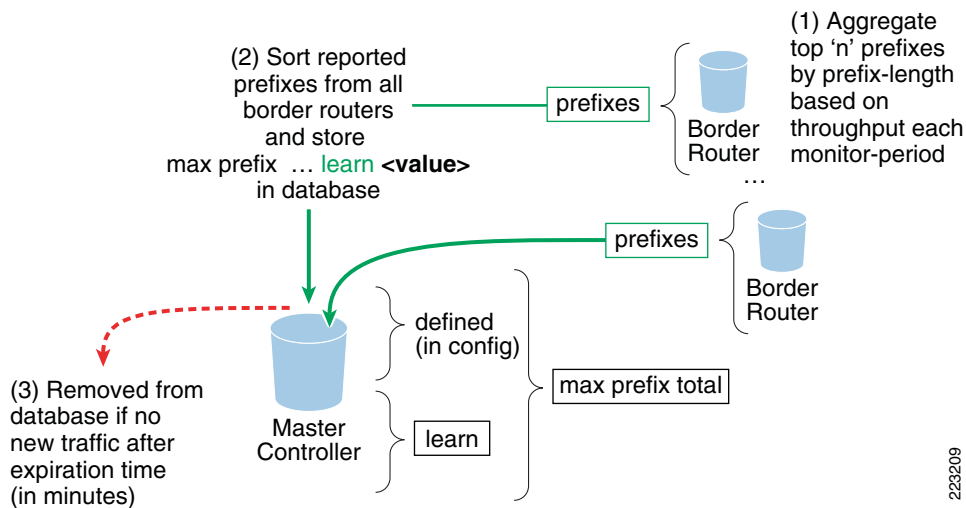 (1) Aggregate
top ‘n’ prefixes
by prefix-length
based on
throughput each
monitor-period
(2) Sort reported
prefixes from all
border routers
and store
max prefix … learn <value>
in database
prefixes
Border
Router
…
prefixes
Border
Router
defined
(in config)
max prefix total
learn
Master
Controller
(3) Removed from
database if no
new traffic after
expiration time
(in minutes)
223209